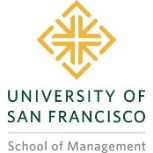 UNIVERSITY OF
SAN FRANCISCO
School of Management